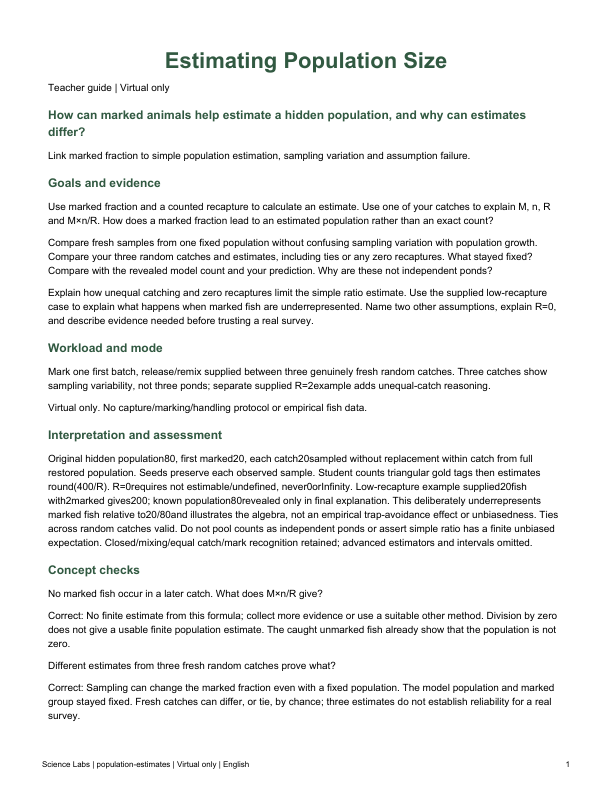 Estimating Population Size
Teacher guide | Virtual only
How can marked animals help estimate a hidden population, and why can estimates
differ?
Link marked fraction to simple population estimation, sampling variation and assumption failure.
Goals and evidence
Use marked fraction and a counted recapture to calculate an estimate. Use one of your catches to explain M, n, R
and M×n/R. How does a marked fraction lead to an estimated population rather than an exact count?
Compare fresh samples from one fixed population without confusing sampling variation with population growth.
Compare your three random catches and estimates, including ties or any zero recaptures. What stayed fixed?
Compare with the revealed model count and your prediction. Why are these not independent ponds?
Explain how unequal catching and zero recaptures limit the simple ratio estimate. Use the supplied low-recapture
case to explain what happens when marked fish are underrepresented. Name two other assumptions, explain R=0,
and describe evidence needed before trusting a real survey.
Workload and mode
Mark one first batch, release/remix supplied between three genuinely fresh random catches. Three catches show
sampling variability, not three ponds; separate supplied R=2example adds unequal-catch reasoning.
Virtual only. No capture/marking/handling protocol or empirical fish data.
Interpretation and assessment
Original hidden population80, first marked20, each catch20sampled without replacement within catch from full
restored population. Seeds preserve each observed sample. Student counts triangular gold tags then estimates
round(400/R). R=0requires not estimable/undefined, never0orInfinity. Low-recapture example supplied20fish
with2marked gives200; known population80revealed only in final explanation. This deliberately underrepresents
marked fish relative to20/80and illustrates the algebra, not an empirical trap-avoidance effect or unbiasedness. Ties
across random catches valid. Do not pool counts as independent ponds or assert simple ratio has a finite unbiased
expectation. Closed/mixing/equal catch/mark recognition retained; advanced estimators and intervals omitted.
Concept checks
No marked fish occur in a later catch. What does M×n/R give?
Correct: No finite estimate from this formula; collect more evidence or use a suitable other method. Division by zero
does not give a usable finite population estimate. The caught unmarked fish already show that the population is not
zero.
Different estimates from three fresh random catches prove what?
Correct: Sampling can change the marked fraction even with a fixed population. The model population and marked
group stayed fixed. Fresh catches can differ, or tie, by chance; three estimates do not establish reliability for a real
survey.
Science Labs | population-estimates | Virtual only | English
1